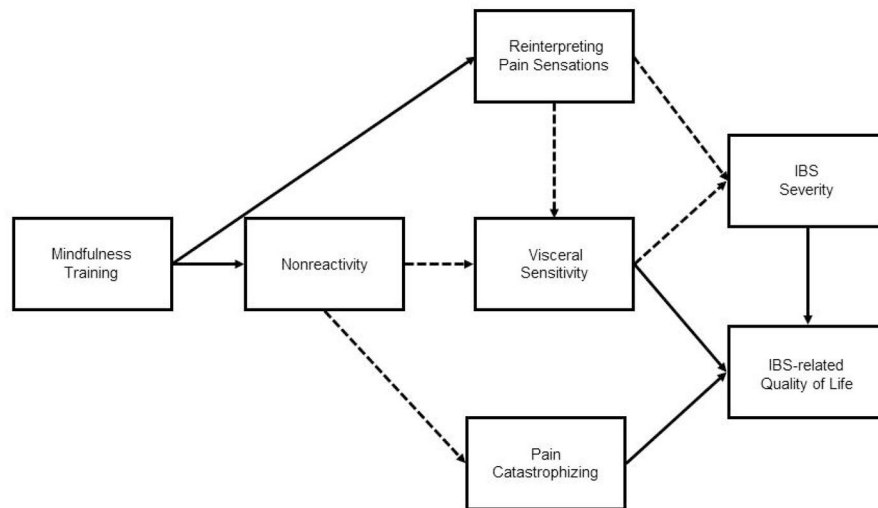 Reinterpreting
Pain Sensations
IBS
Severity
Mindfulness
Training
Nonreactivity
Visceral
Sensitivity
IBS-related
Quality of Life
Pain
Catastrophizing